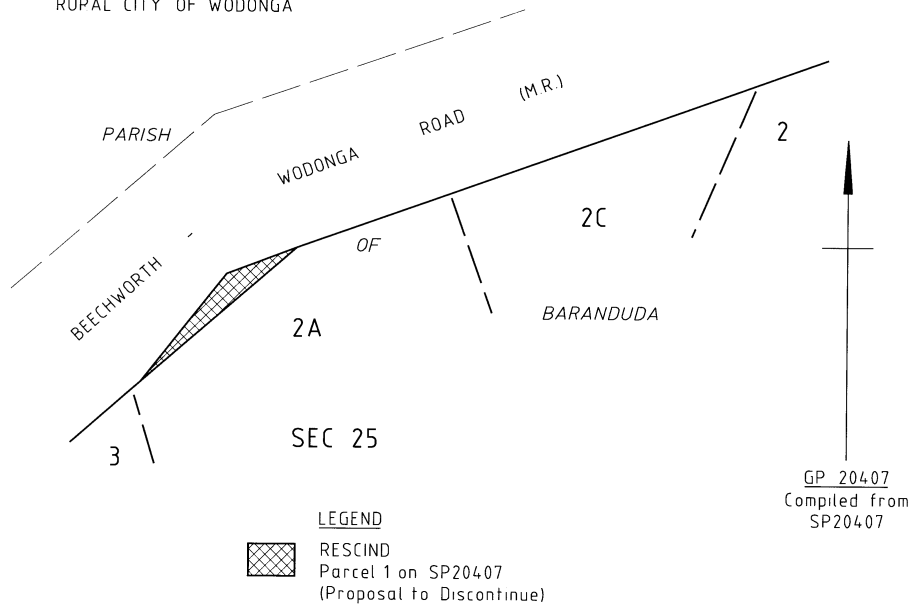 RURAL CITY OF WODONGA
PARISH
BEECHWORTH - WODONGA ROAD (M.R.)
OF
BARANDUDA
2
2C
2A
3
SEC 25
GP 20407
Compiled from
SP20407
LEGEND
RESCIND
Parcel 1 on SP20407
(Proposal to Discontinue)